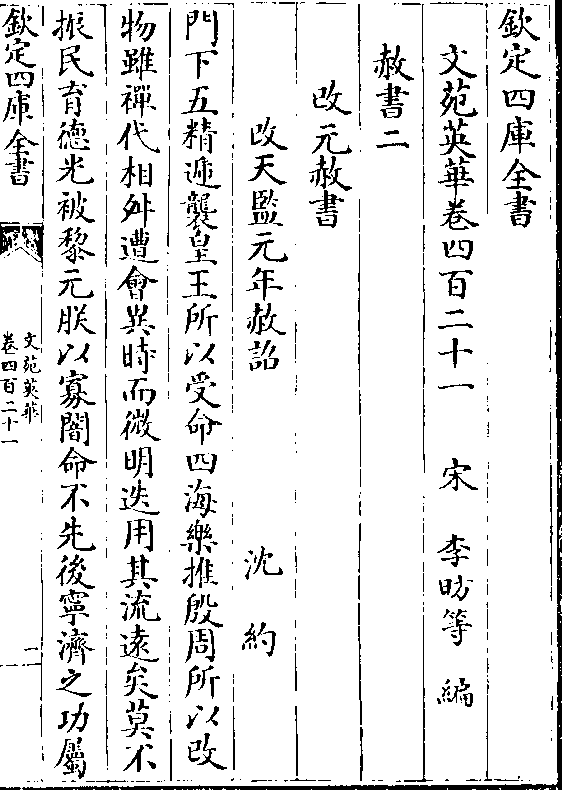 欽定四庫全書
文苑英華卷四百二十一 宋 李昉等 編
赦書二
改元赦書
改天監元年赦詔 沈約
門下五精逓襲皇王所以受命四海樂推殷周所以改
物雖禪代相舛遭會異時而微明迭用其流遠矣莫不
振民育德光被黎元朕以寡闇命不先後寧濟之功屬
欽定四庫全書
文苑英華
卷四百二十一
一